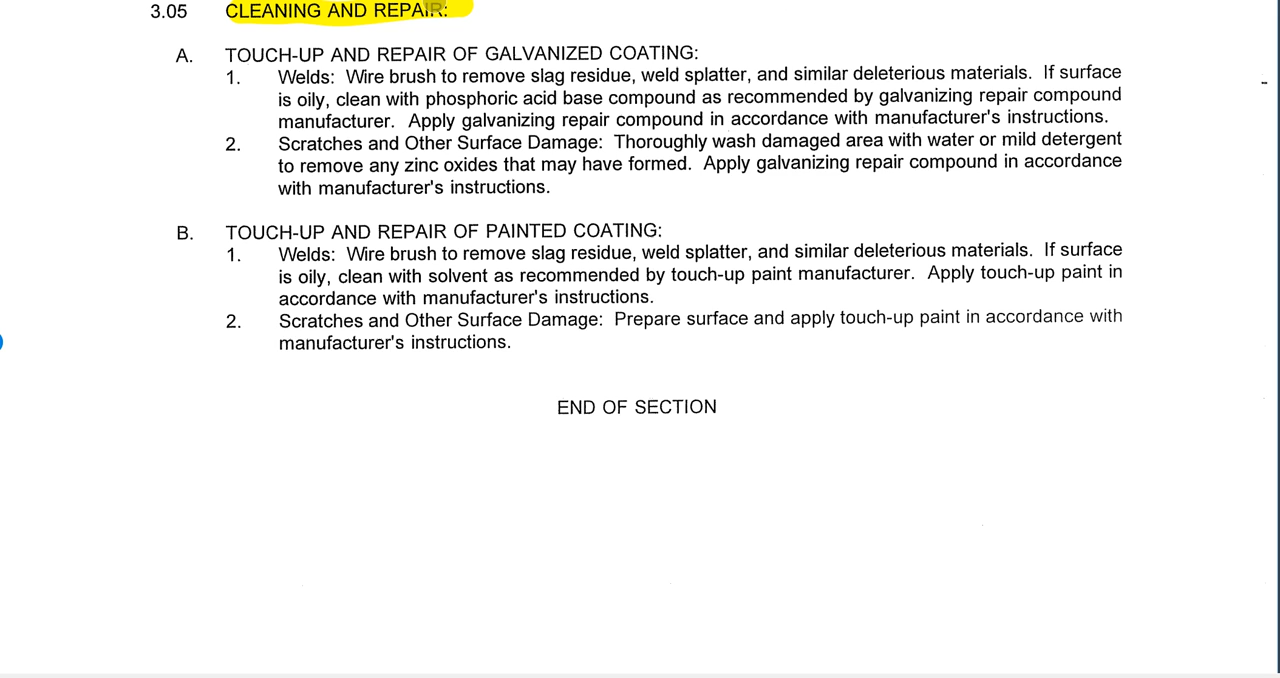 3.05 CLEANING AND REPAIR:
A. TOUCH-UP AND REPAIR OF GALVANIZED COATING:
1. Welds: Wire brush to remove slag residue, weld splatter, and similar deleterious materials. If surface
is oily, clean with phosphoric acid base compound as recommended by galvanizing repair compound
manufacturer. Apply galvanizing repair compound in accordance with manufacturer's instructions.
2. Scratches and Other Surface Damage: Thoroughly wash damaged area with water or mild detergent
to remove any zinc oxides that may have formed. Apply galvanizing repair compound in accordance
with manufacturer's instructions.
B. TOUCH-UP AND REPAIR OF PAINTED COATING:
1. Welds: Wire brush to remove slag residue, weld splatter, and similar deleterious materials. If surface
is oily, clean with solvent as recommended by touch-up paint manufacturer. Apply touch-up paint in
accordance with manufacturer's instructions.
2. Scratches and Other Surface Damage: Prepare surface and apply touch-up paint in accordance with
manufacturer's instructions.
END OF SECTION